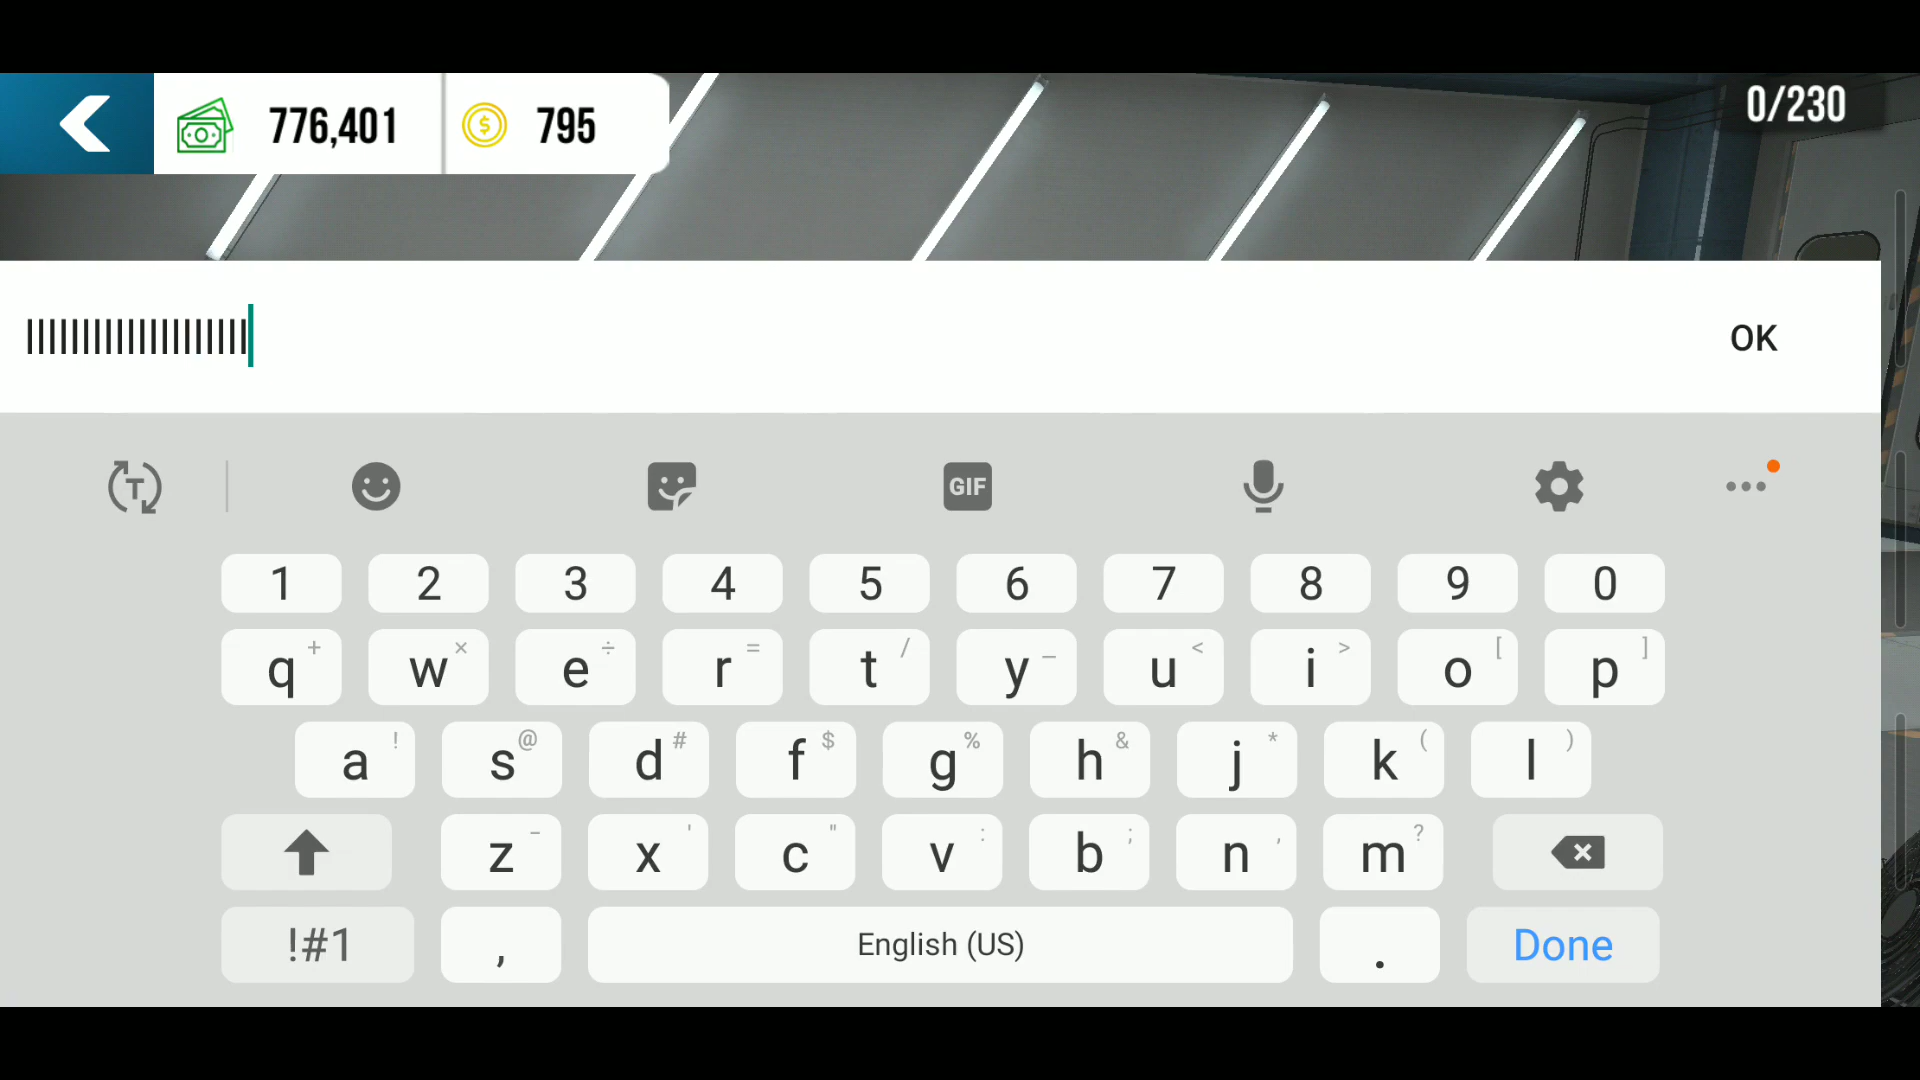 776,401 795 0/230
||||||||||||||||||||
OK
T GIF
1 2 3 4 5 6 7 8 9 0
q + w × e ÷ r = t / y _ u < i > o [ p ]
a ! s @ d # f $ g % h & j * k ( l )
z - x ' c " v : b ; n , m ?
!#1 , English (US) . Done